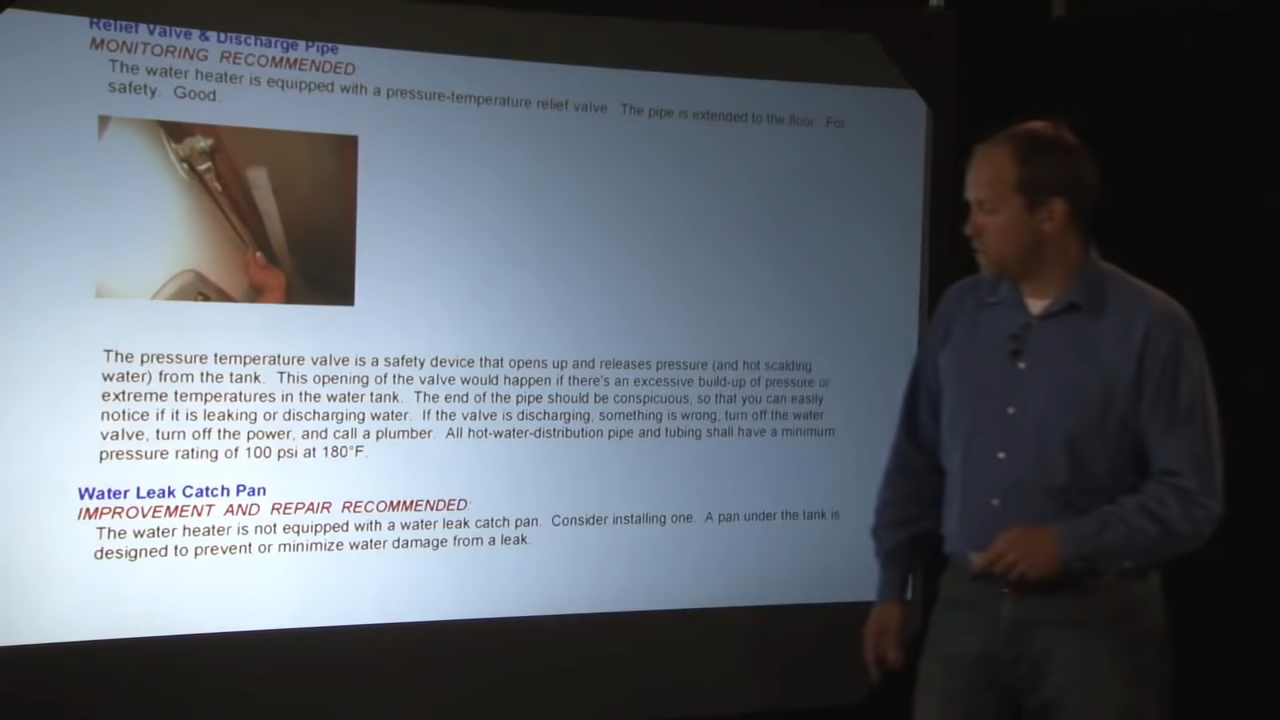 Relief Valve & Discharge Pipe
MONITORING RECOMMENDED:
The water heater is equipped with a pressure-temperature relief valve. The pipe is extended to the floor. For
safety. Good.
The pressure temperature valve is a safety device that opens up and releases pressure (and hot scalding
water) from the tank. This opening of the valve would happen if there's an excessive build-up of pressure or
extreme temperatures in the water tank. The end of the pipe should be conspicuous, so that you can easily
notice if it is leaking or discharging water. If the valve is discharging, something is wrong, turn off the water
valve, turn off the power, and call a plumber. All hot-water-distribution pipe and tubing shall have a minimum
pressure rating of 100 psi at 180°F.
Water Leak Catch Pan
IMPROVEMENT AND REPAIR RECOMMENDED:
The water heater is not equipped with a water leak catch pan. Consider installing one. A pan under the tank is
designed to prevent or minimize water damage from a leak.